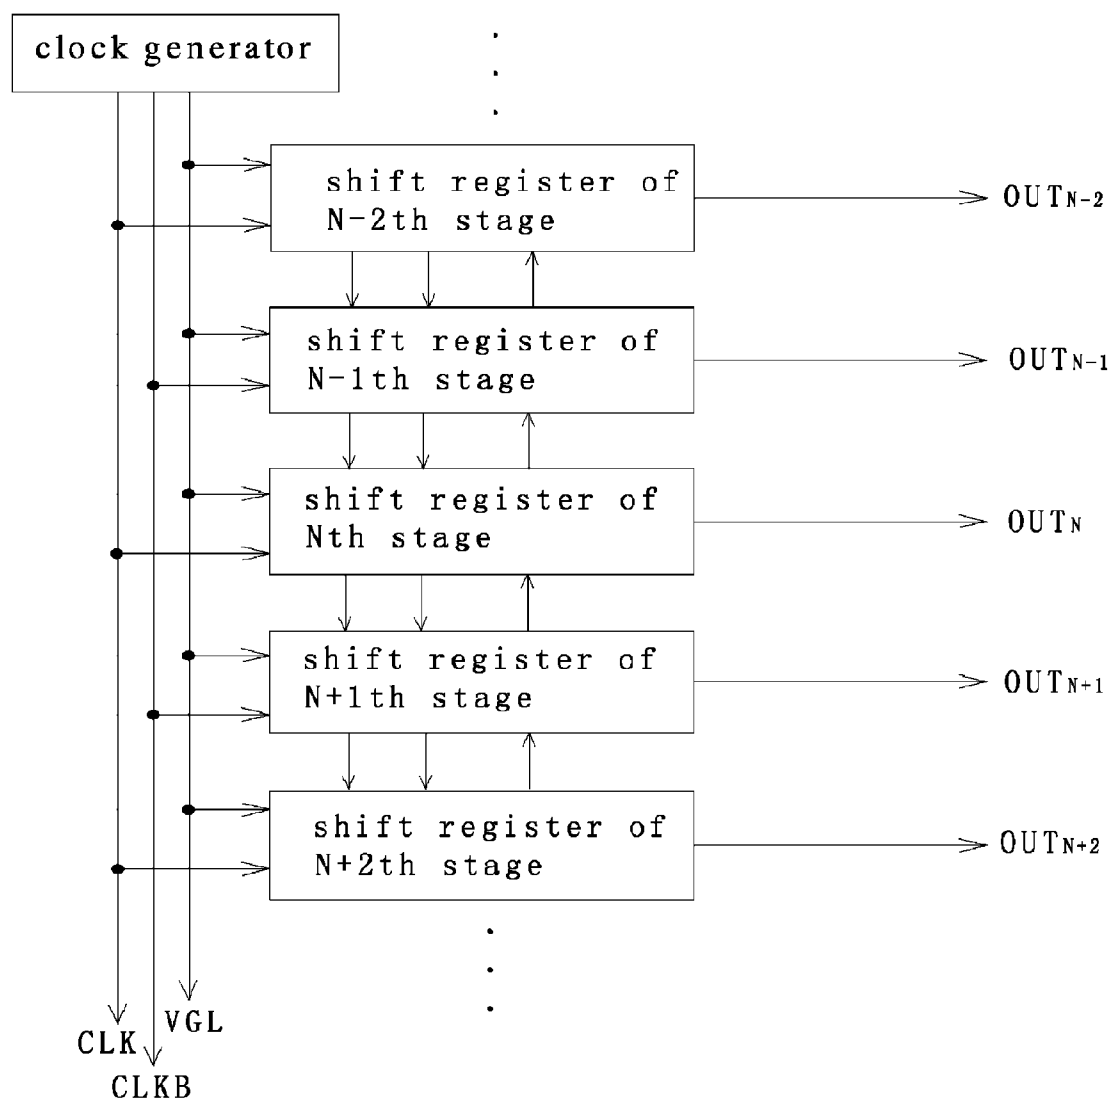 clock generator
shift register of
N-2th stage
OUTN-2
shift register of
N-1th stage
OUTN-1
shift register of
Nth stage
OUTN
shift register of
N+1th stage
OUTN+1
shift register of
N+2th stage
OUTN+2
VGL
CLK
CLKB